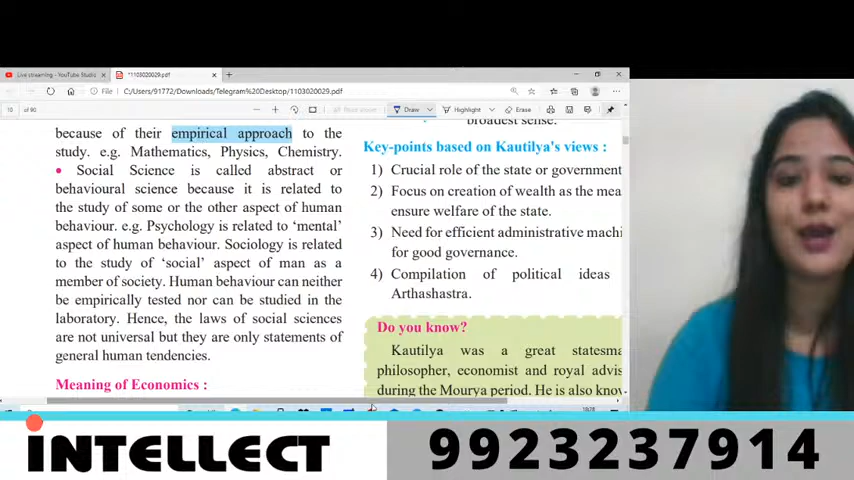 Live streaming - YouTube Studio
*1103020029.pdf
File
C:/Users/91772/Downloads/Telegram%20Desktop/1103020029.pdf
10 of 90
Draw
Highlight
Erase
because of their empirical approach to the
study. e.g. Mathematics, Physics, Chemistry.
• Social Science is called abstract or
behavioural science because it is related to
the study of some or the other aspect of human
behaviour. e.g. Psychology is related to ‘mental’
aspect of human behaviour. Sociology is related
to the study of ‘social’ aspect of man as a
member of society. Human behaviour can neither
be empirically tested nor can be studied in the
laboratory. Hence, the laws of social sciences
are not universal but they are only statements of
general human tendencies.
Meaning of Economics :
broadest sense.
Key-points based on Kautilya's views :
1) Crucial role of the state or government
2) Focus on creation of wealth as the mea
ensure welfare of the state.
3) Need for efficient administrative machi
for good governance.
4) Compilation of political ideas
Arthashastra.
Do you know?
Kautilya was a great statesma
philosopher, economist and royal advis
during the Mourya period. He is also know
INTELLECT
9923237914